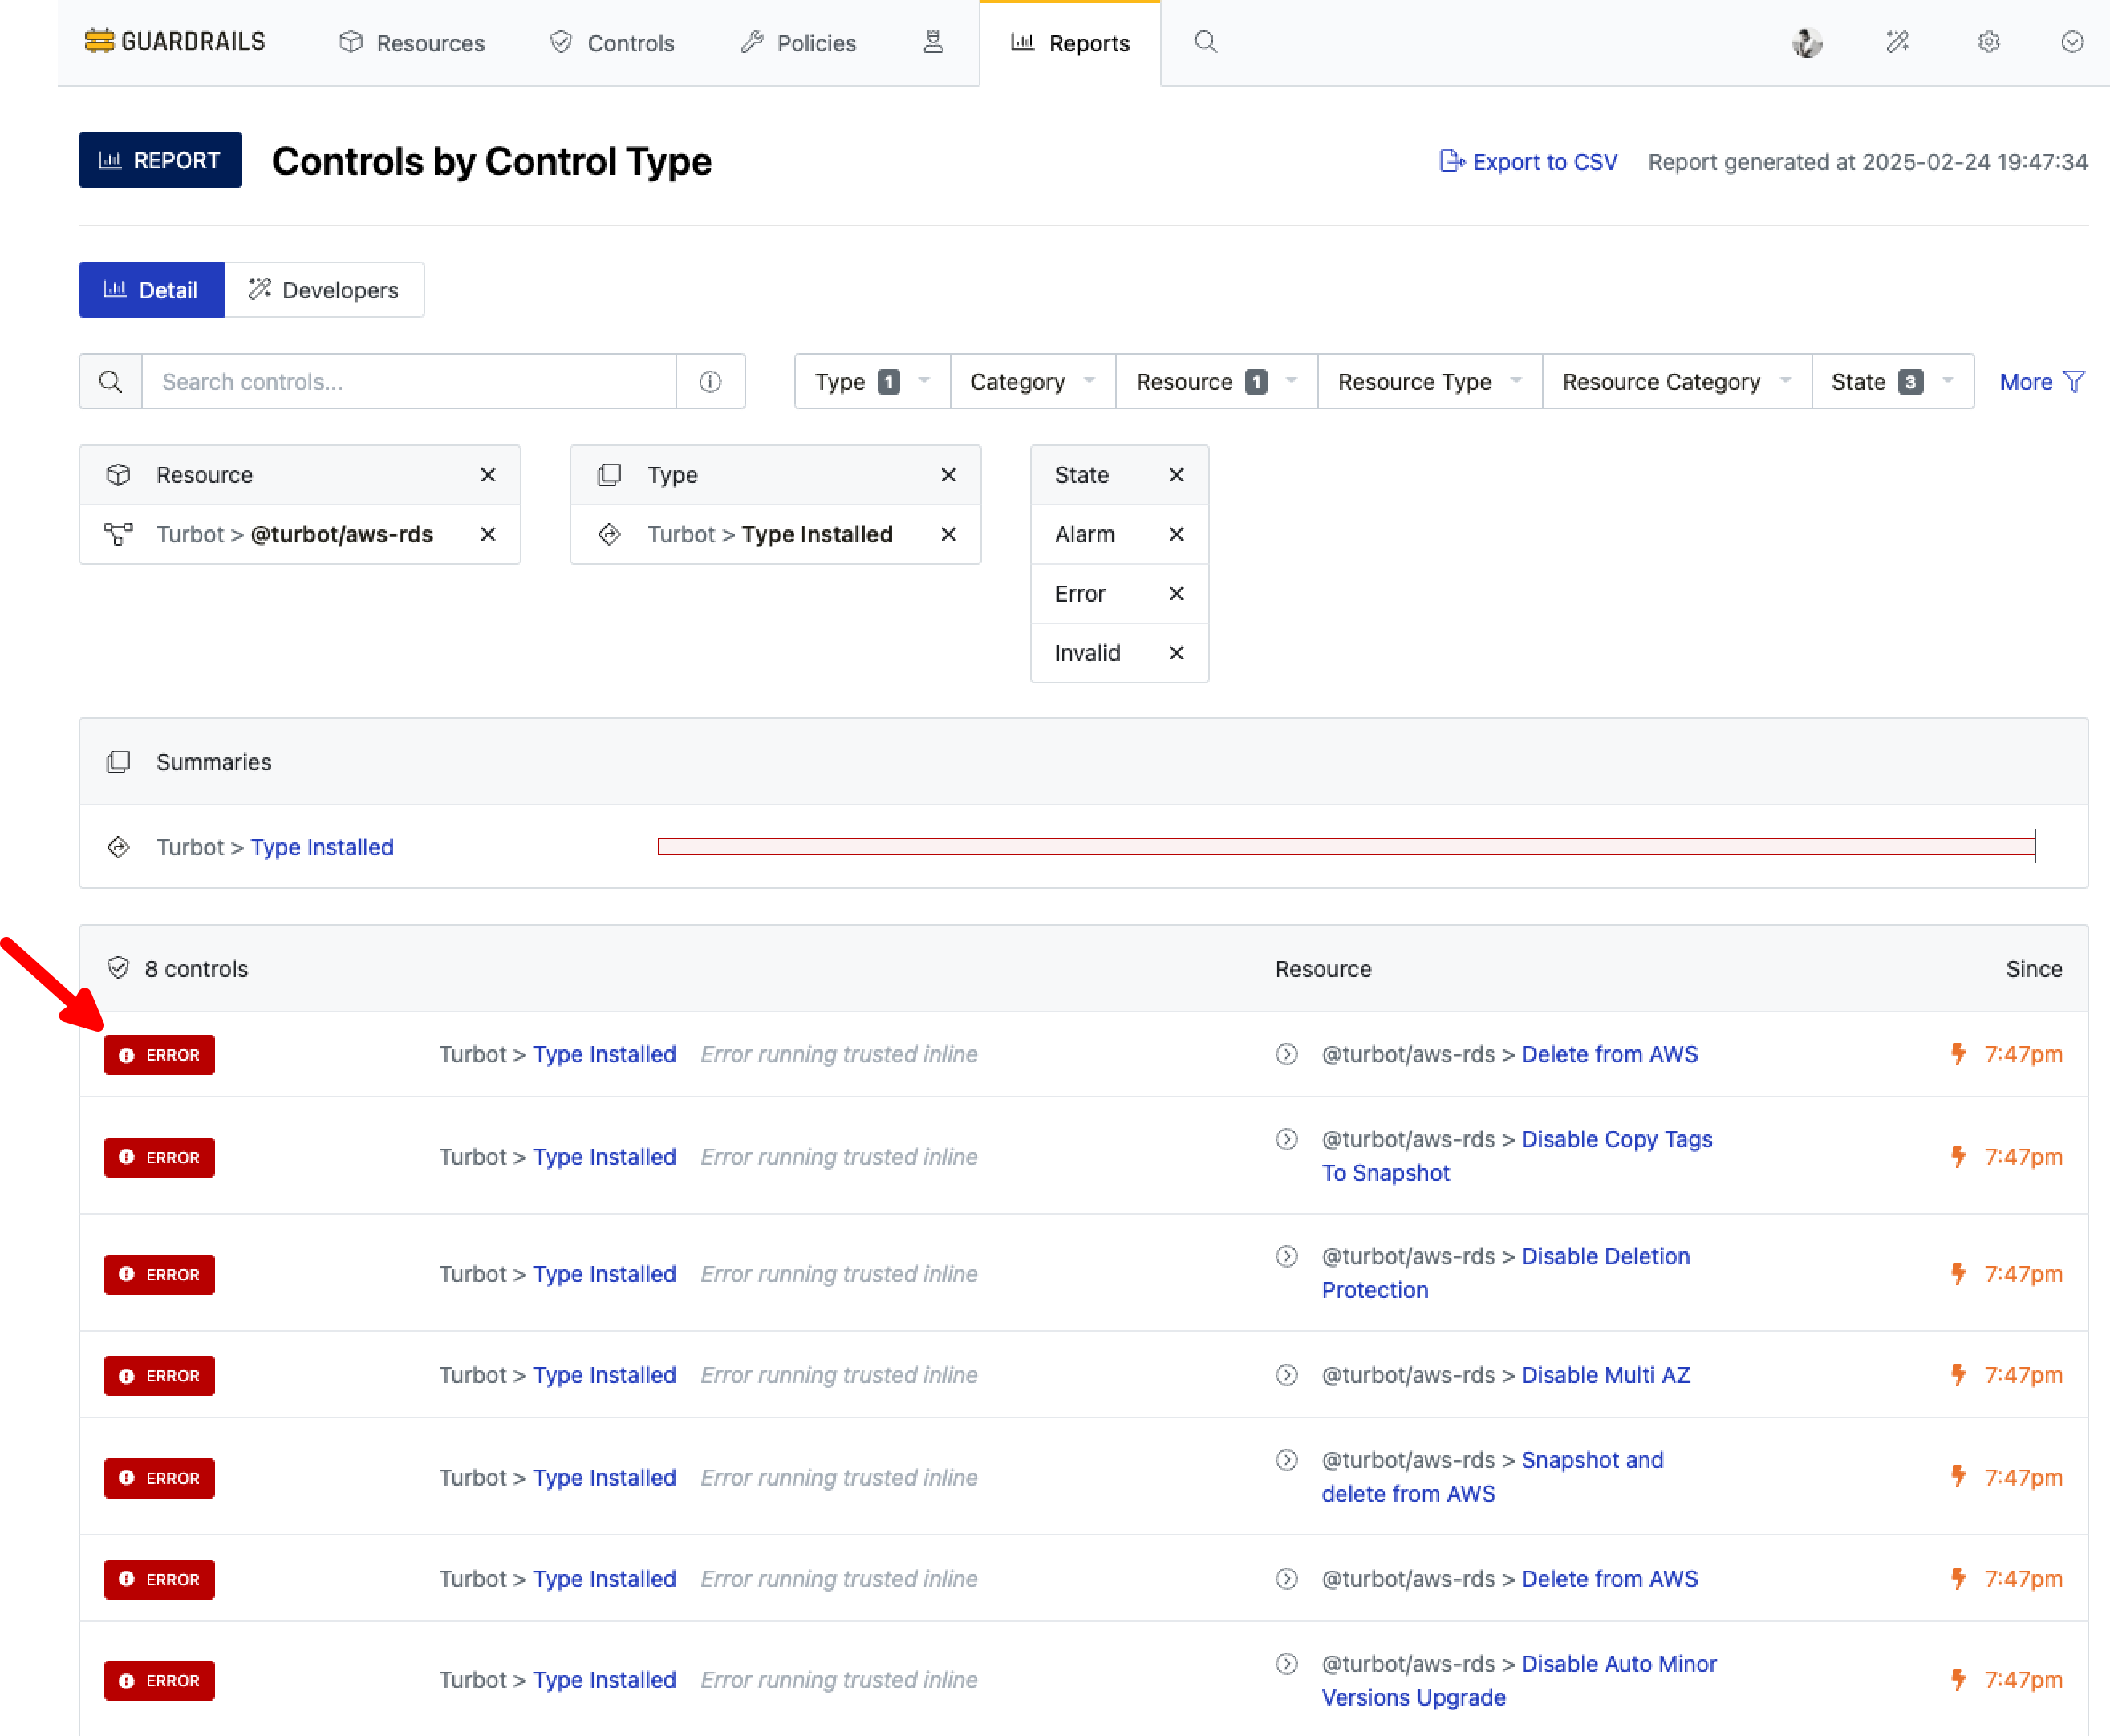 GUARDRAILS Resources Controls Policies Reports
REPORT Controls by Control Type Export to CSV Report generated at 2025-02-24 19:47:34
Detail Developers
Search controls... Type 1 Category Resource 1 Resource Type Resource Category State 3 More
Resource Type State
Turbot > @turbot/aws-rds Turbot > Type Installed Alarm
Error
Invalid
Summaries
Turbot > Type Installed
8 controls Resource Since
ERROR Turbot > Type Installed Error running trusted inline @turbot/aws-rds > Delete from AWS 7:47pm
ERROR Turbot > Type Installed Error running trusted inline @turbot/aws-rds > Disable Copy Tags 7:47pm
To Snapshot
ERROR Turbot > Type Installed Error running trusted inline @turbot/aws-rds > Disable Deletion 7:47pm
Protection
ERROR Turbot > Type Installed Error running trusted inline @turbot/aws-rds > Disable Multi AZ 7:47pm
ERROR Turbot > Type Installed Error running trusted inline @turbot/aws-rds > Snapshot and 7:47pm
delete from AWS
ERROR Turbot > Type Installed Error running trusted inline @turbot/aws-rds > Delete from AWS 7:47pm
ERROR Turbot > Type Installed Error running trusted inline @turbot/aws-rds > Disable Auto Minor 7:47pm
Versions Upgrade